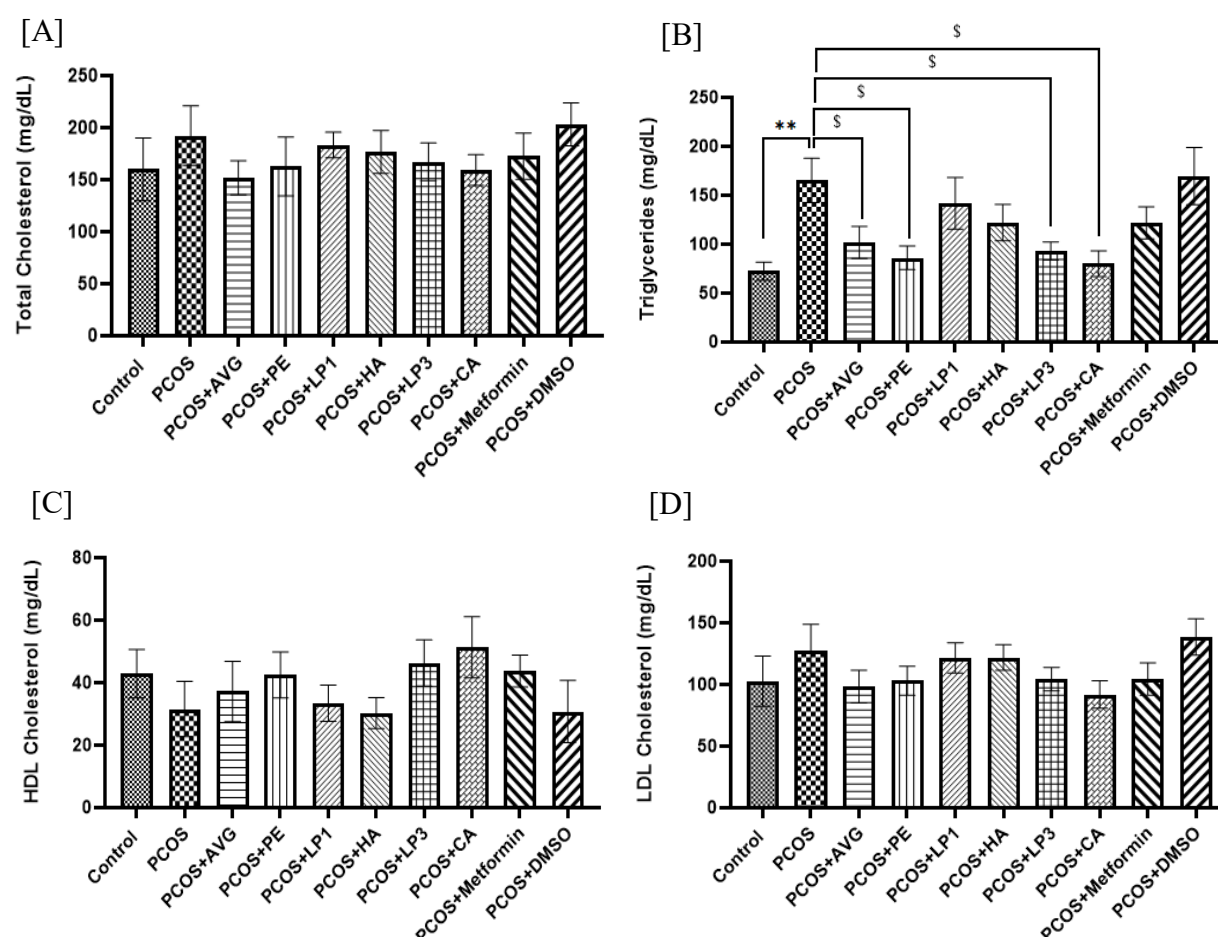 [A]
Total Cholesterol (mg/dL)
250
200
150
100
50
0
Control
PCOS
PCOS+AVG
PCOS+PE
PCOS+LP1
PCOS+HA
PCOS+LP3
PCOS+CA
PCOS+Metformin
PCOS+DMSO
[B]
$
$
$
$
**
Triglycerides (mg/dL)
250
200
150
100
50
0
Control
PCOS
PCOS+AVG
PCOS+PE
PCOS+LP1
PCOS+HA
PCOS+LP3
PCOS+CA
PCOS+Metformin
PCOS+DMSO
[C]
HDL Cholesterol (mg/dL)
80
60
40
20
0
Control
PCOS
PCOS+AVG
PCOS+PE
PCOS+LP1
PCOS+HA
PCOS+LP3
PCOS+CA
PCOS+Metformin
PCOS+DMSO
[D]
LDL Cholesterol (mg/dL)
200
150
100
50
0
Control
PCOS
PCOS+AVG
PCOS+PE
PCOS+LP1
PCOS+HA
PCOS+LP3
PCOS+CA
PCOS+Metformin
PCOS+DMSO